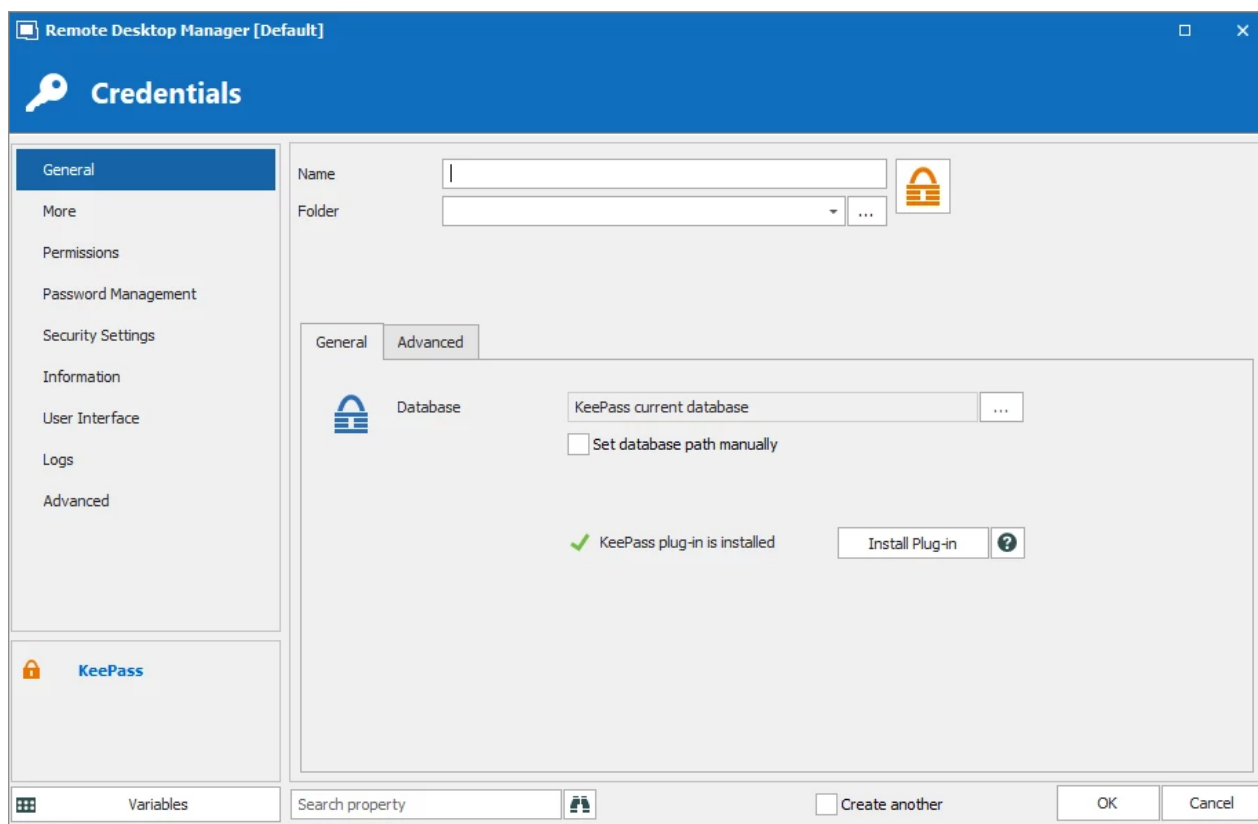 Remote Desktop Manager [Default]
Credentials
General
More
Permissions
Password Management
Security Settings
Information
User Interface
Logs
Advanced
KeePass
Variables
Name
Folder
...
General
Advanced
Database
KeePass current database
...
Set database path manually
KeePass plug-in is installed
Install Plug-in
?
Search property
Create another
OK
Cancel